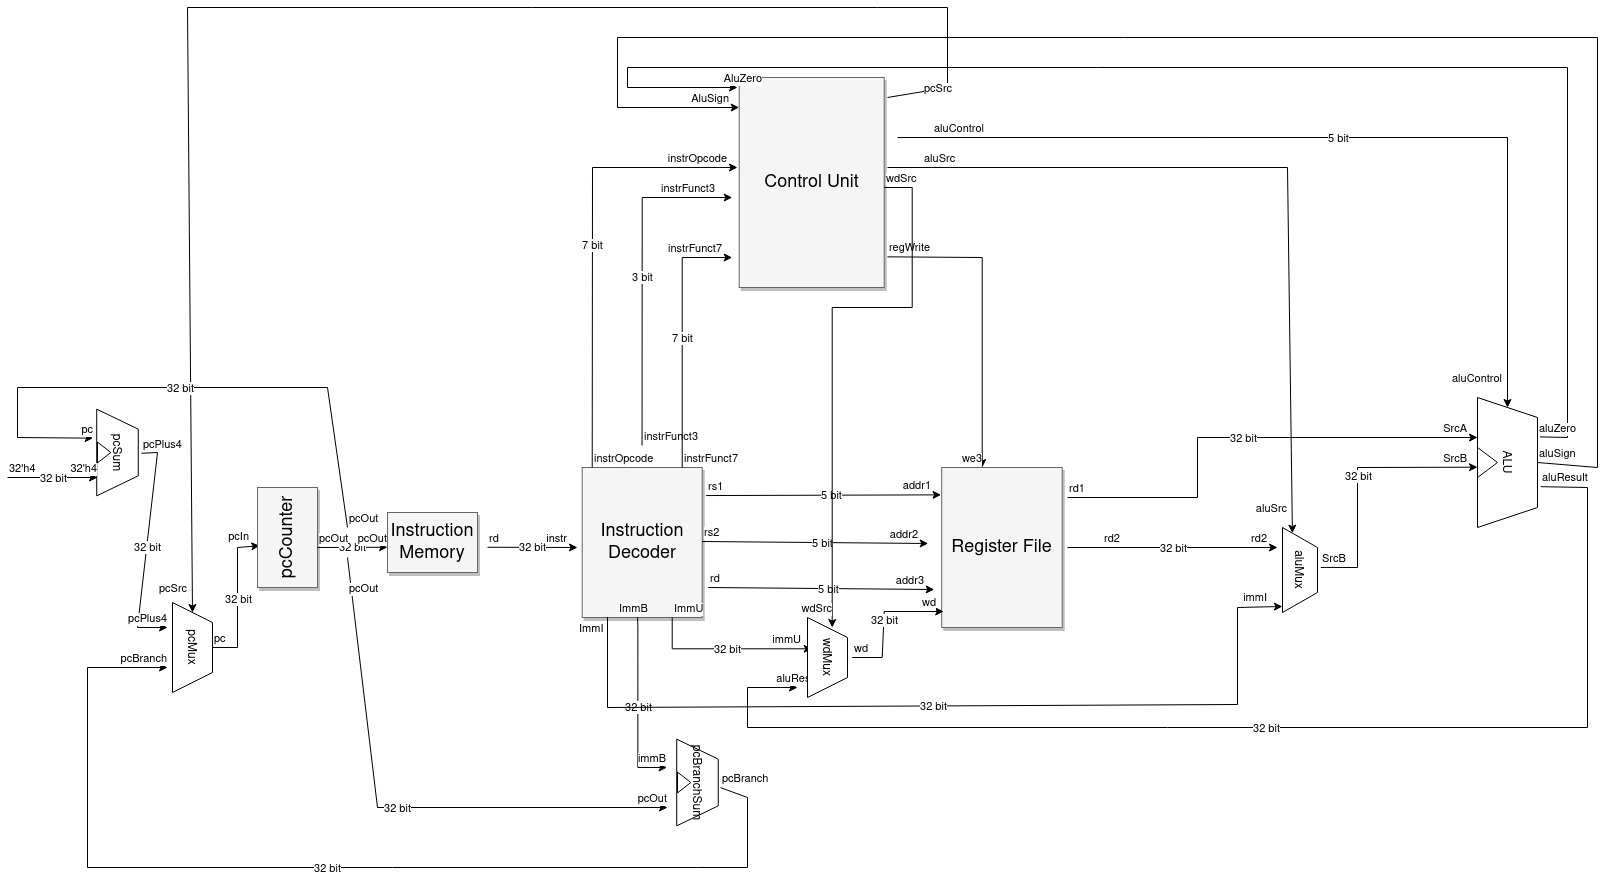 AluZero
pcSrc
AluSign
aluControl
5 bit
instrOpcode
aluSrc
Control Unit
wdSrc
instrFunct3
7 bit
instrFunct7
regWrite
3 bit
7 bit
aluControl
32 bit
pc
pcSum
pcPlus4
32'h4
32'h4
32 bit
instrFunct3
instrOpcode
instrFunct7
we3
32 bit
SrcA
aluZero
SrcB
ALU
aluSign
32 bit
aluResult
rs1
5 bit
addr1
rd1
pcOut
aluSrc
pcIn
pcCounter
pcOut
32 bit
pcOut
Instruction
Memory
rd
32 bit
instr
Instruction
Decoder
rs2
5 bit
addr2
Register File
rd2
32 bit
rd2
aluMux
SrcB
32 bit
pcSrc
pcOut
rd
5 bit
addr3
32 bit
immI
ImmB
ImmU
wdSrc
wd
32 bit
pcPlus4
ImmI
pcMux
pc
pcBranch
32 bit
immU
wdMux
wd
aluRes
32 bit
32 bit
32 bit
immB
pcBranchSum
pcBranch
32 bit
pcOut
32 bit